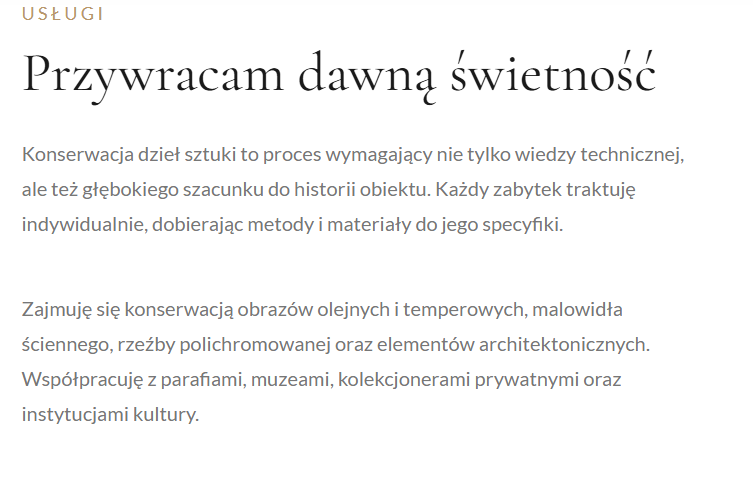 USŁUGI
Przywracam dawną świetność
Konserwacja dzieł sztuki to proces wymagający nie tylko wiedzy technicznej,
ale też głębokiego szacunku do historii obiektu. Każdy zabytek traktuję
indywidualnie, dobierając metody i materiały do jego specyfiki.
Zajmuję się konserwacją obrazów olejnych i temperowych, malowidła
ściennego, rzeźby polichromowanej oraz elementów architektonicznych.
Współpracuję z parafiami, muzeami, kolekcjonerami prywatnymi oraz
instytucjami kultury.